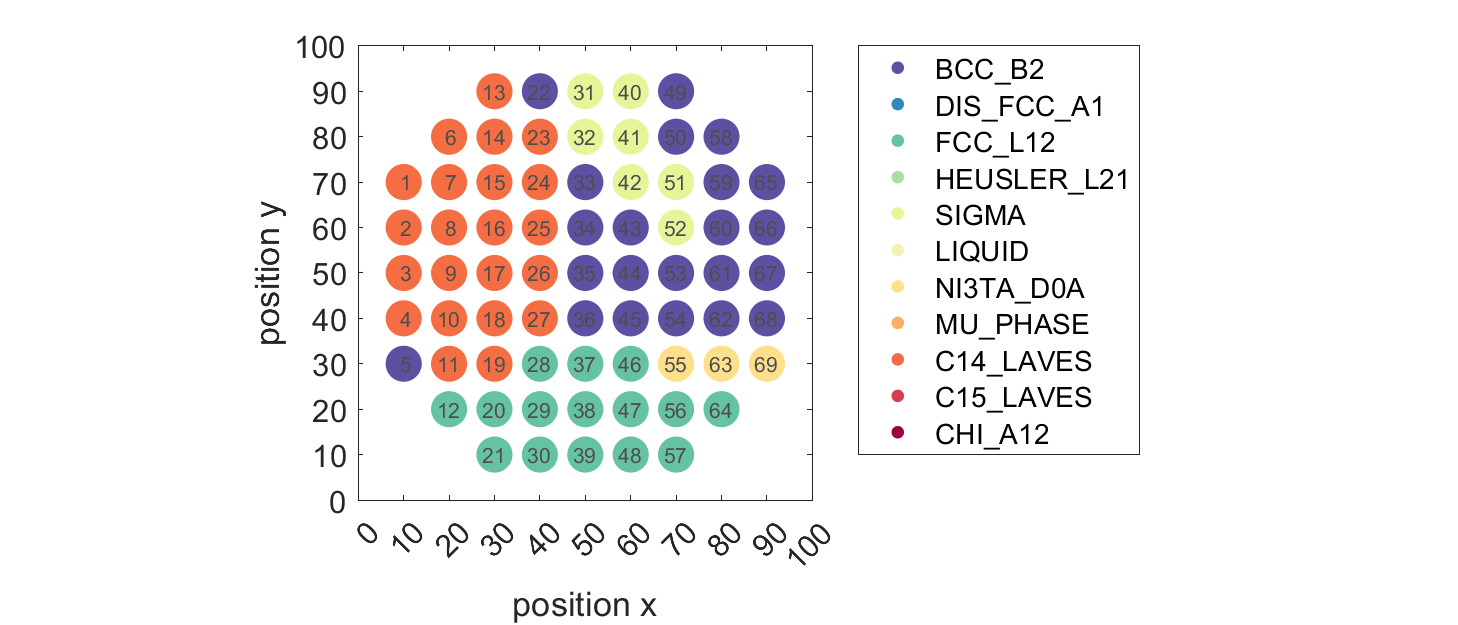 100
90
80
70
60
50
40
30
20
10
0
position y
13 22 31 40 49
6 14 23 32 41 50 58
1 7 15 24 33 42 51 59 65
2 8 16 25 34 43 52 60 66
3 9 17 26 35 44 53 61 67
4 10 18 27 36 45 54 62 68
5 11 19 28 37 46 55 63 69
12 20 29 38 47 56 64
21 30 39 48 57
0 10 20 30 40 50 60 70 80 90 100
position x
BCC_B2
DIS_FCC_A1
FCC_L12
HEUSLER_L21
SIGMA
LIQUID
NI3TA_D0A
MU_PHASE
C14_LAVES
C15_LAVES
CHI_A12